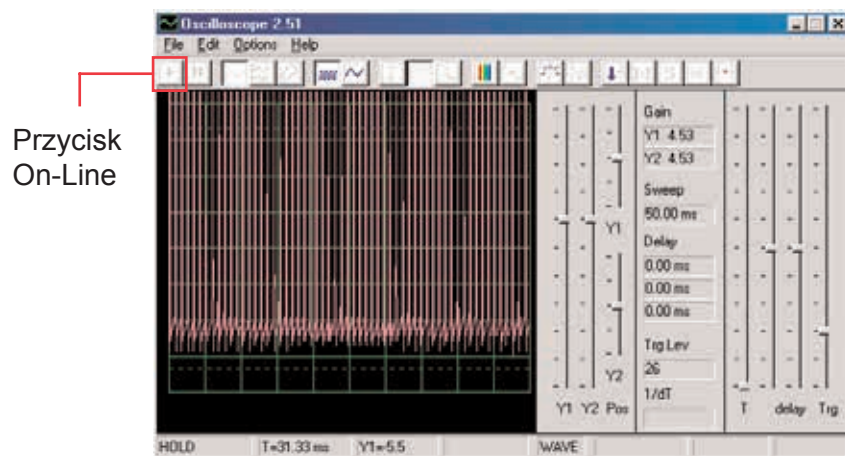 Oscilloscope 2.51
File Edit Options Help
Przycisk
On-Line
Gain
Y1 4.53
Y2 4.53
Sweep
50.00 ms
Delay
0.00 ms
0.00 ms
0.00 ms
Trg Lev
26
1/dT
Y1
Y2
Y1 Y2 Pos
T delay Trg
HOLD T=31.33 ms Y1=-5.5 WAVE